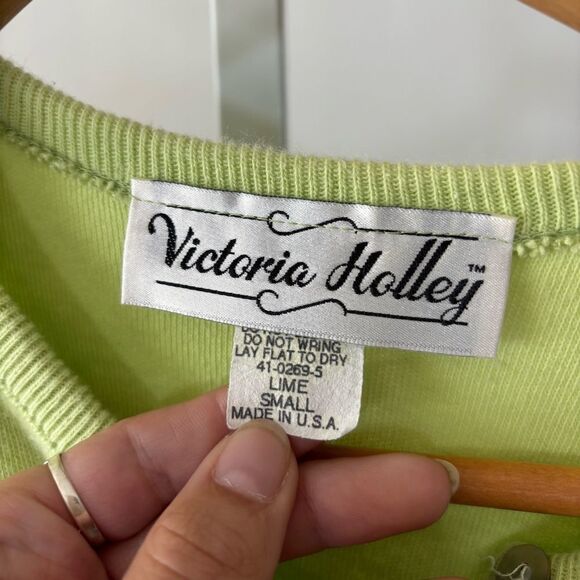 Victoria Holley™
DO NOT WRING
LAY FLAT TO DRY
41-0269-5
LIME
SMALL
MADE IN U.S.A.